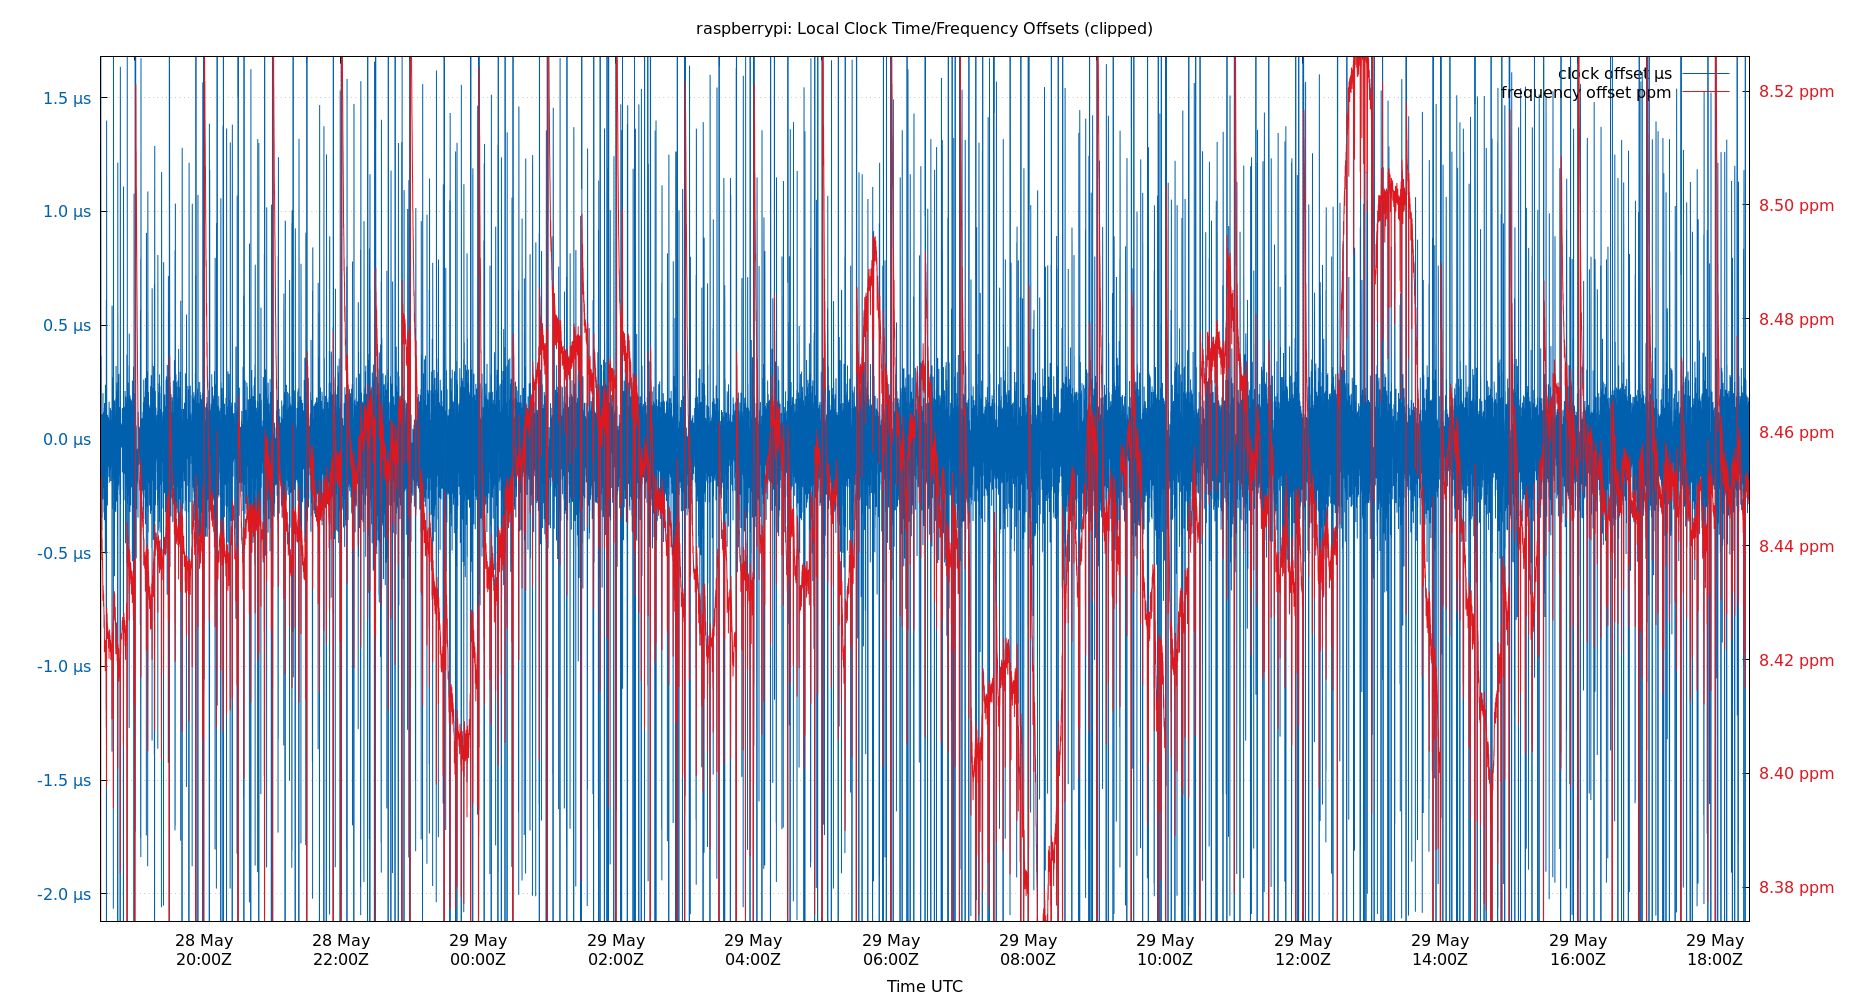 raspberrypi: Local Clock Time/Frequency Offsets (clipped)
clock offset µs
frequency offset ppm
1.5 µs
1.0 µs
0.5 µs
0.0 µs
-0.5 µs
-1.0 µs
-1.5 µs
-2.0 µs
8.52 ppm
8.50 ppm
8.48 ppm
8.46 ppm
8.44 ppm
8.42 ppm
8.40 ppm
8.38 ppm
28 May 28 May 29 May 29 May 29 May 29 May 29 May 29 May 29 May 29 May 29 May 29 May
20:00Z 22:00Z 00:00Z 02:00Z 04:00Z 06:00Z 08:00Z 10:00Z 12:00Z 14:00Z 16:00Z 18:00Z
Time UTC